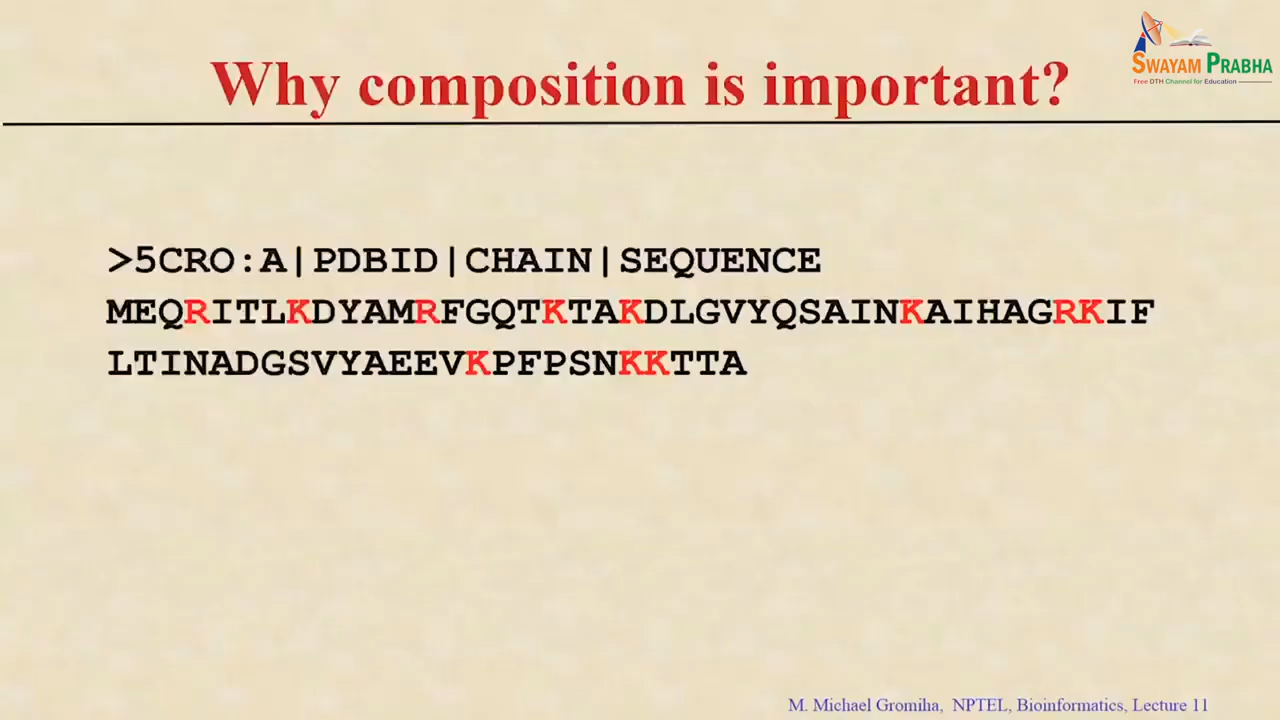 SWAYAM PRABHA
Free DTH Channel for Education
Why composition is important?
>5CRO:A|PDBID|CHAIN|SEQUENCE
MEQRITLKDYAMRFGQTKTAKDLGVYQSAINKAIHAGRKIF
LTINADGSVYAEEVKPFPSNKKTTA
M. Michael Gromiha, NPTEL, Bioinformatics, Lecture 11